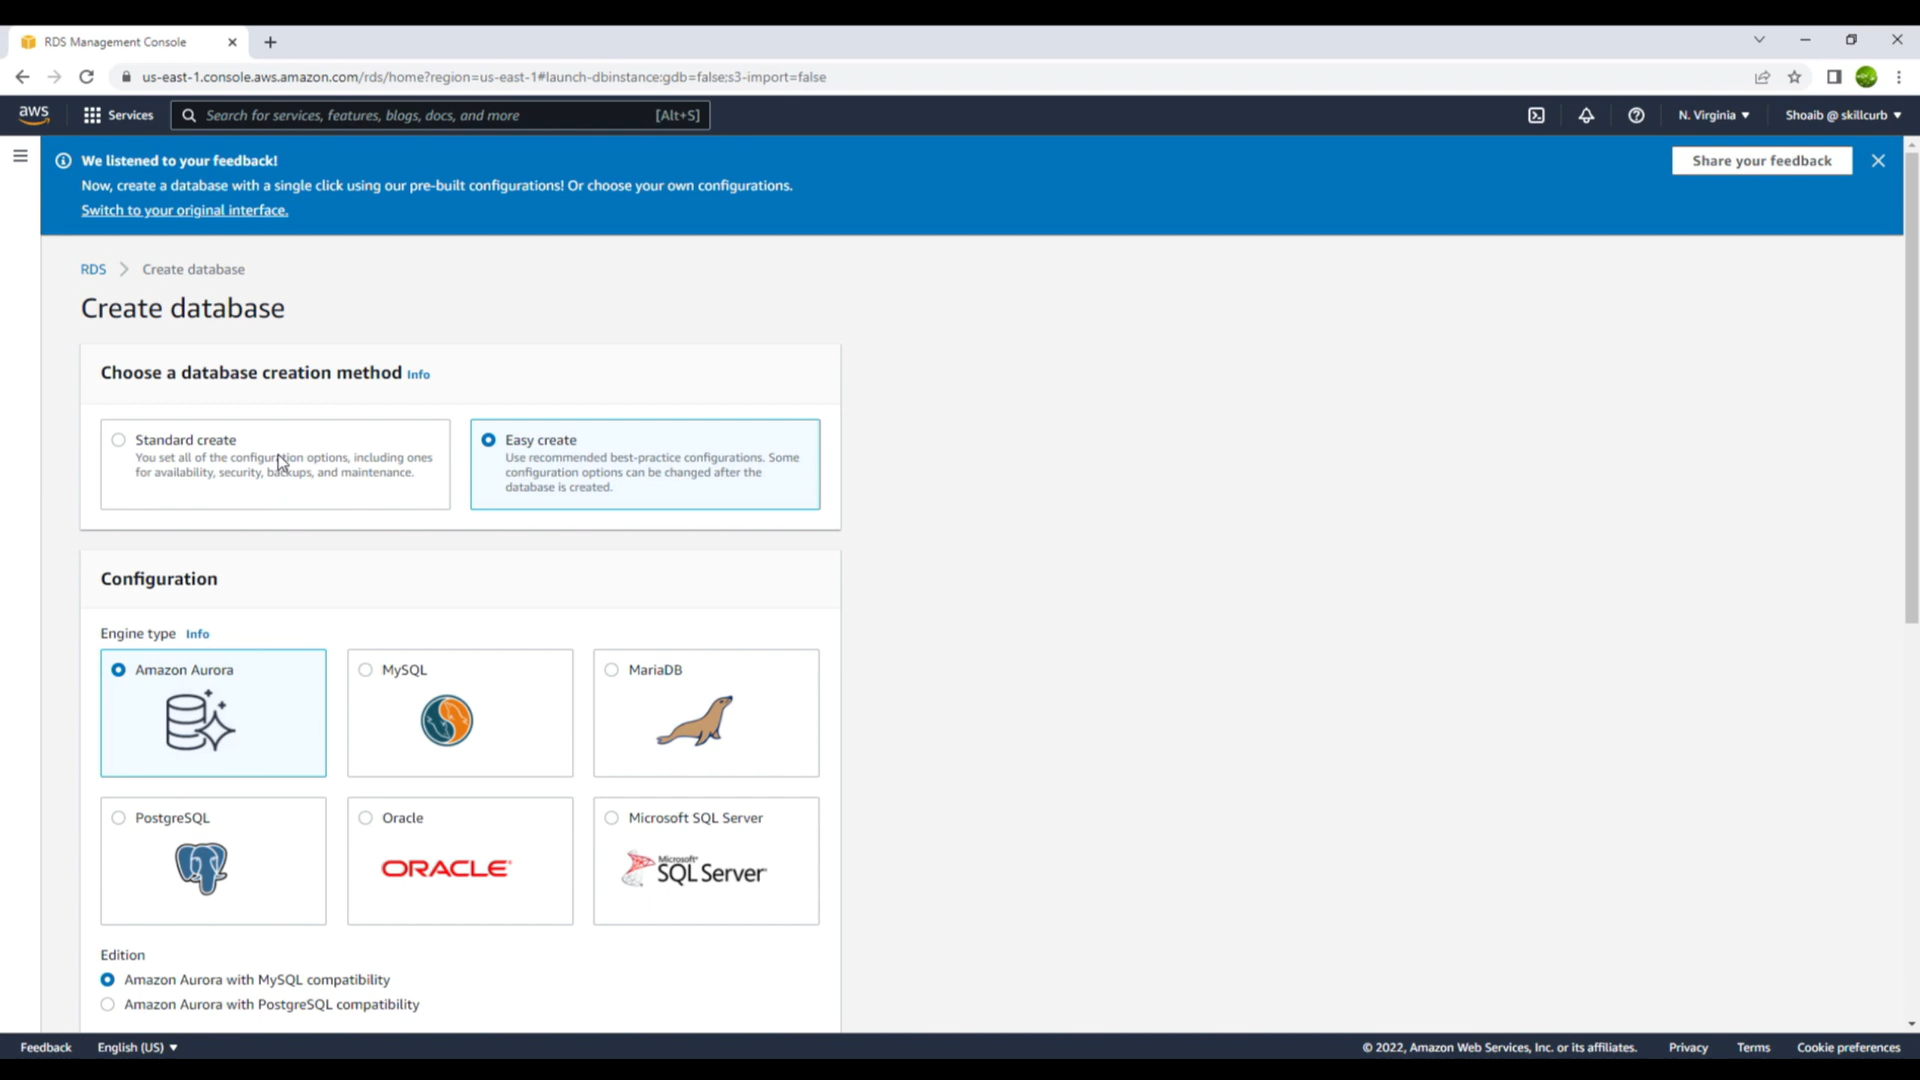 RDS Management Console
us-east-1.console.aws.amazon.com/rds/home?region=us-east-1#launch-dbinstance:gdb=false;s3-import=false
aws
Services
Search for services, features, blogs, docs, and more
[Alt+S]
N. Virginia
Shoaib @ skillcurb
We listened to your feedback!
Now, create a database with a single click using our pre-built configurations! Or choose your own configurations.
Switch to your original interface.
Share your feedback
RDS
Create database
Create database
Choose a database creation method Info
Standard create
You set all of the configuration options, including ones
for availability, security, backups, and maintenance.
Easy create
Use recommended best-practice configurations. Some
configuration options can be changed after the
database is created.
Configuration
Engine type Info
Amazon Aurora
MySQL
MariaDB
PostgreSQL
Oracle
ORACLE
Microsoft SQL Server
Microsoft
SQL Server
Edition
Amazon Aurora with MySQL compatibility
Amazon Aurora with PostgreSQL compatibility
Feedback
English (US)
© 2022, Amazon Web Services, Inc. or its affiliates.
Privacy
Terms
Cookie preferences